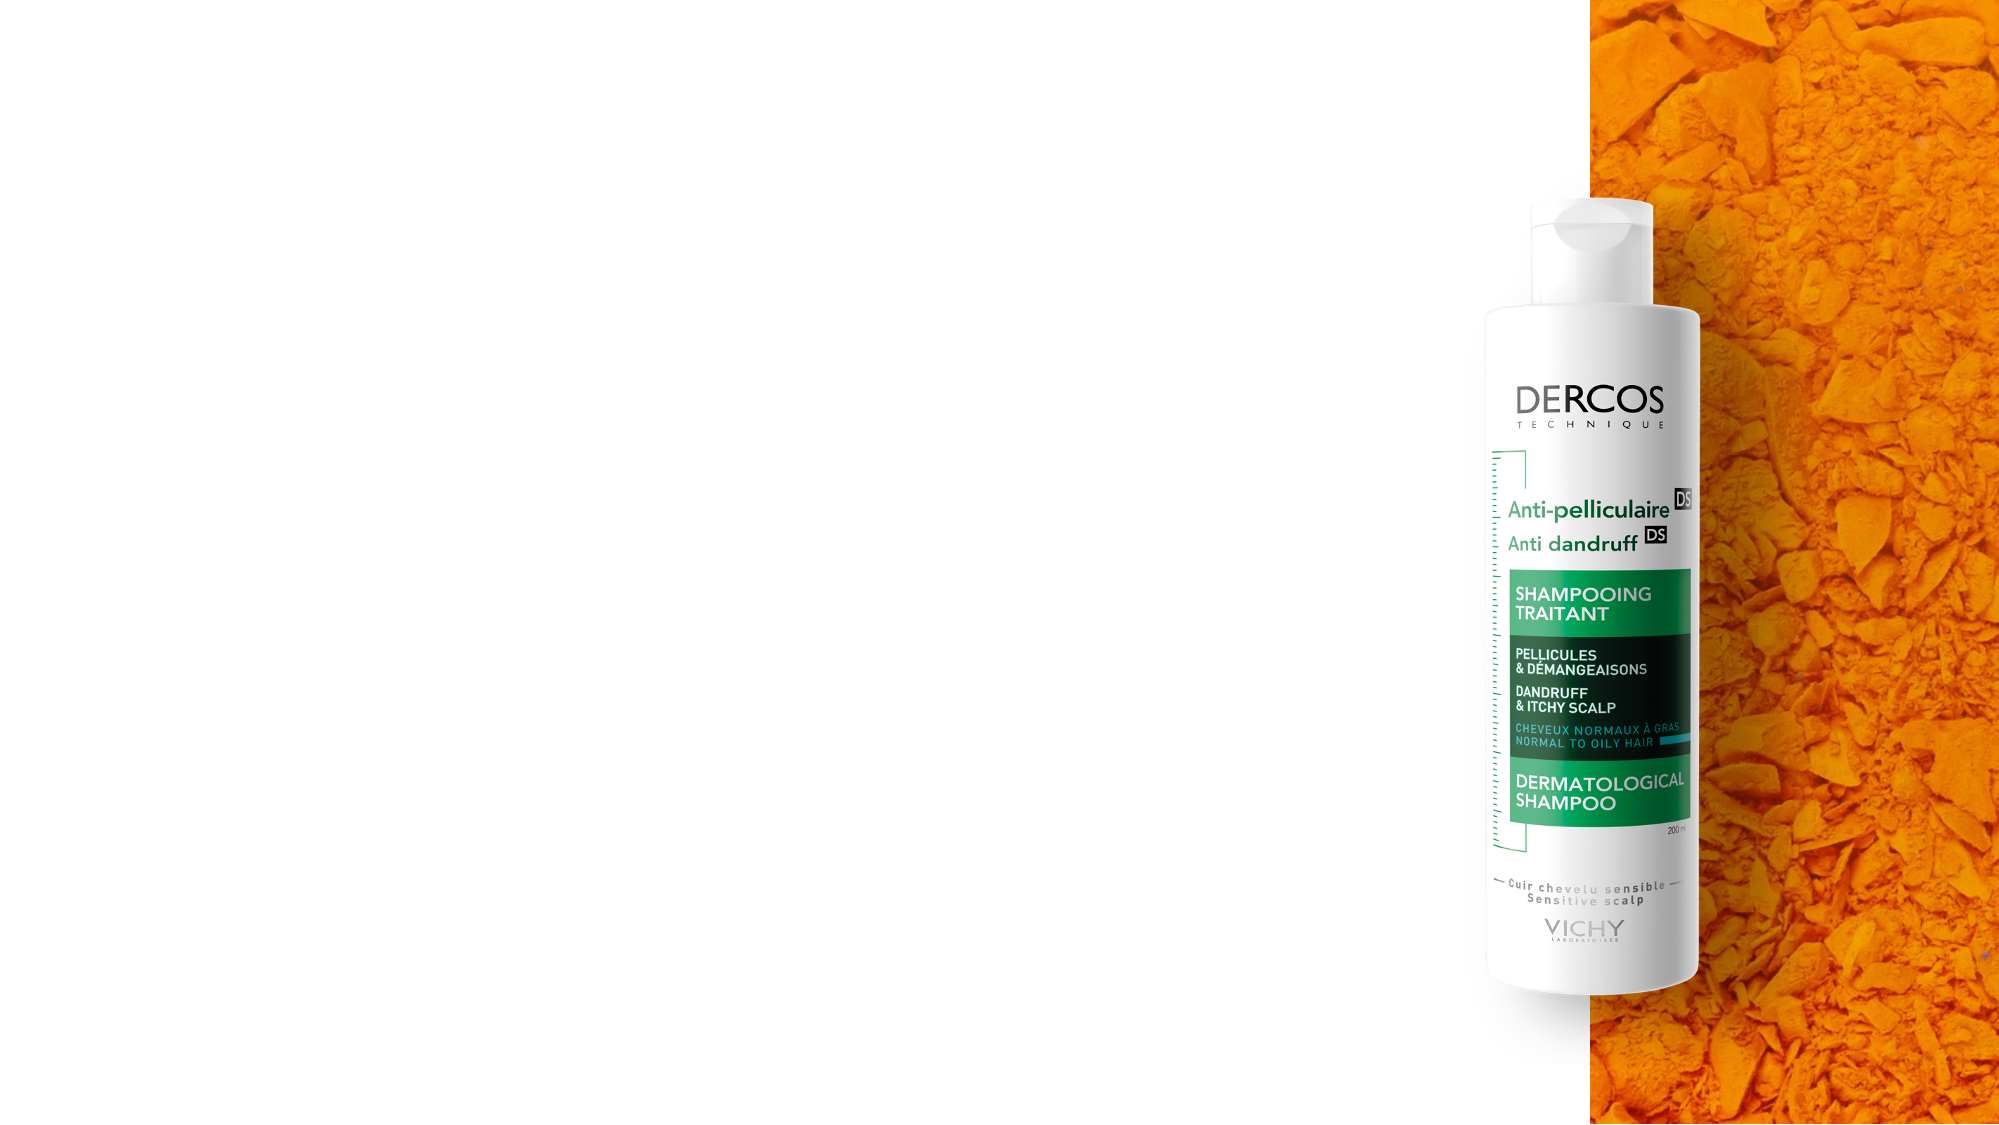 DERCOS
TECHNIQUE
Anti-pelliculaire DS
Anti dandruff DS
SHAMPOOING
TRAITANT
PELLICULES
& DÉMANGEAISONS
DANDRUFF
& ITCHY SCALP
CHEVEUX NORMAUX À GRAS
NORMAL TO OILY HAIR
DERMATOLOGICAL
SHAMPOO
200 ml
Cuir chevelu sensible
Sensitive scalp
VICHY
LABORATOIRES